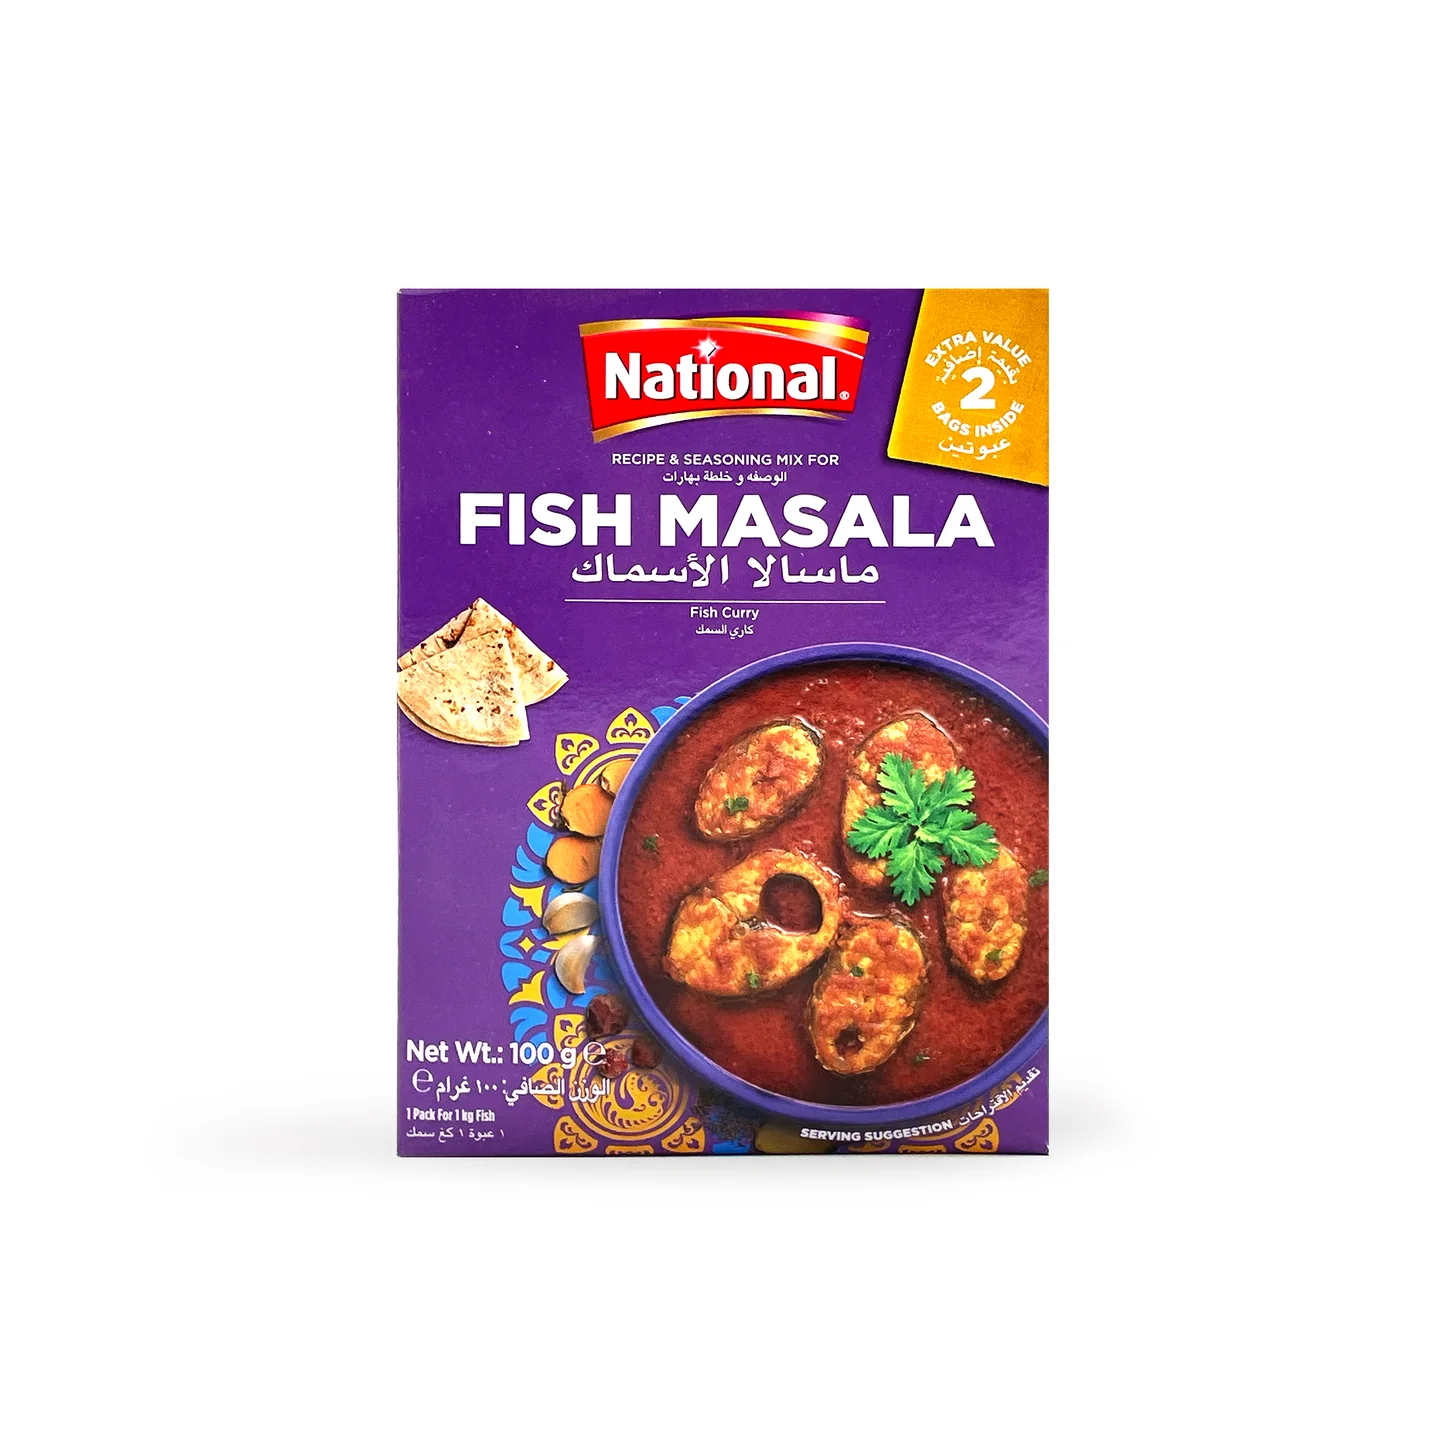 National®
EXTRA VALUE
بقيمة إضافية
2
BAGS INSIDE
عبوتين
RECIPE & SEASONING MIX FOR
الوصفه و خلطة بهارات
FISH MASALA
ماسالا الأسماك
Fish Curry
كاري السمك
Net Wt.: 100 g ℮
الوزن الصافي: ١٠٠ غرام ℮
1 Pack For 1 kg Fish
١ عبوة ١ كغ سمك
SERVING SUGGESTION تقديم الاقتراحات